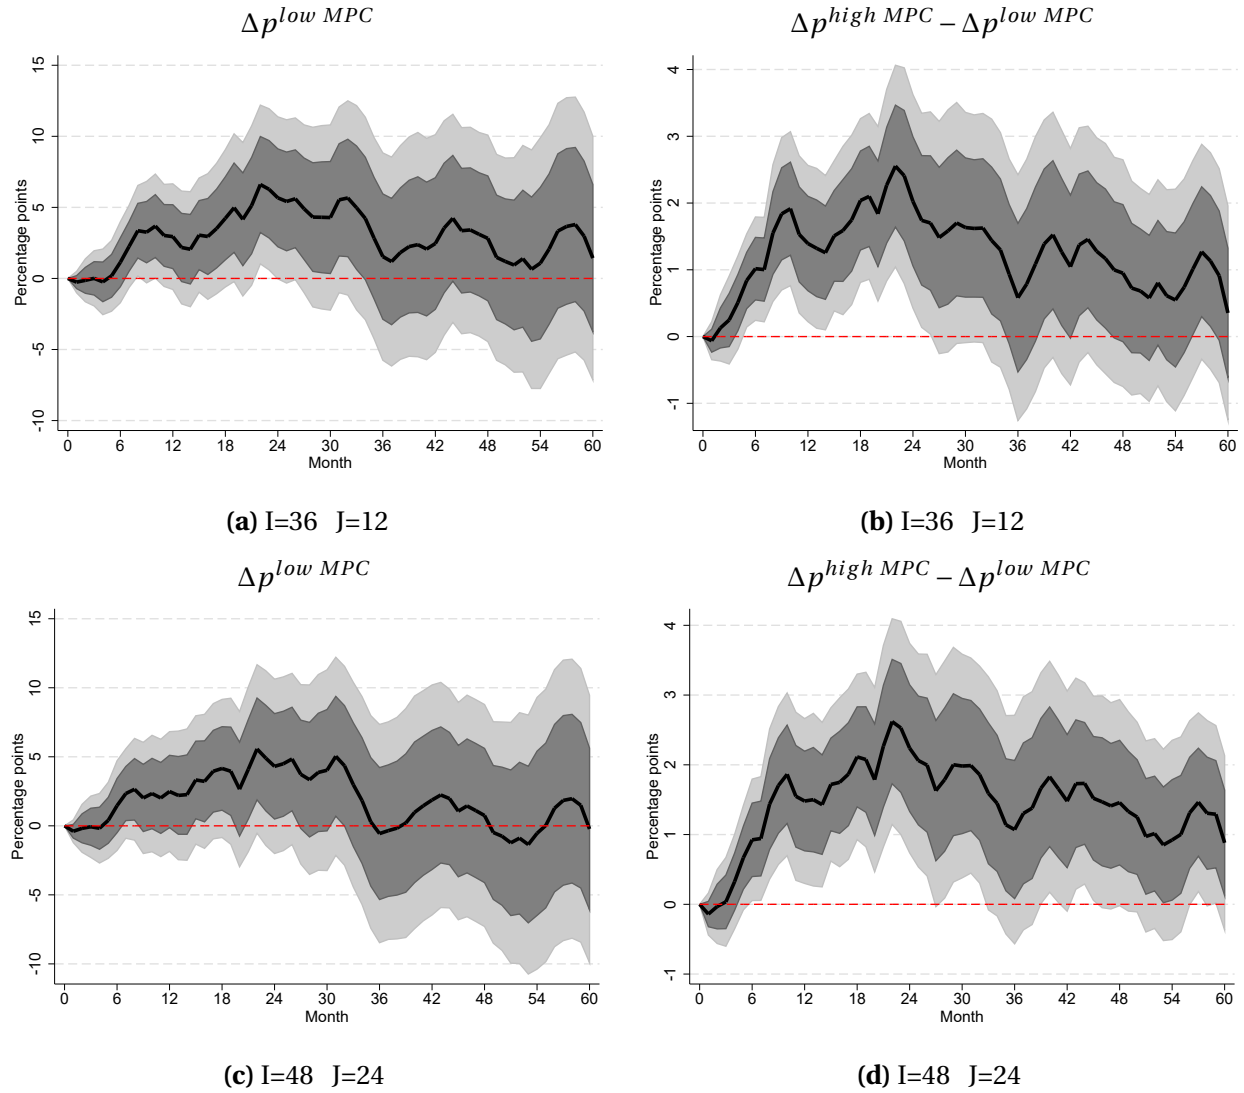 Δp^{low MPC}
Δp^{high MPC} − Δp^{low MPC}
15
10
5
0
-5
-10
Percentage points
0 6 12 18 24 30 36 42 48 54 60
Month
4
3
2
1
0
-1
Percentage points
0 6 12 18 24 30 36 42 48 54 60
Month
(a) I=36 J=12
(b) I=36 J=12
Δp^{low MPC}
Δp^{high MPC} − Δp^{low MPC}
15
10
5
0
-5
-10
Percentage points
0 6 12 18 24 30 36 42 48 54 60
Month
4
3
2
1
0
-1
Percentage points
0 6 12 18 24 30 36 42 48 54 60
Month
(c) I=48 J=24
(d) I=48 J=24